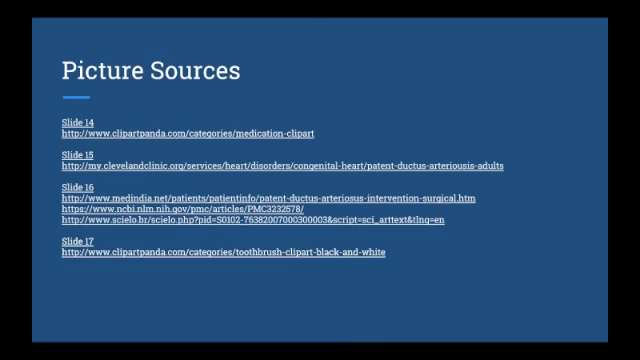 Picture Sources
Slide 14
http://www.clipartpanda.com/categories/medication-clipart
Slide 15
http://my.clevelandclinic.org/services/heart/disorders/congenital-heart/patent-ductus-arteriousis-adults
Slide 16
http://www.medindia.net/patients/patientinfo/patent-ductus-arteriosus-intervention-surgical.htm
https://www.ncbi.nlm.nih.gov/pmc/articles/PMC3232578/
http://www.scielo.br/scielo.php?pid=S0102-76382007000300003&script=sci_arttext&tlng=en
Slide 17
http://www.clipartpanda.com/categories/toothbrush-clipart-black-and-white